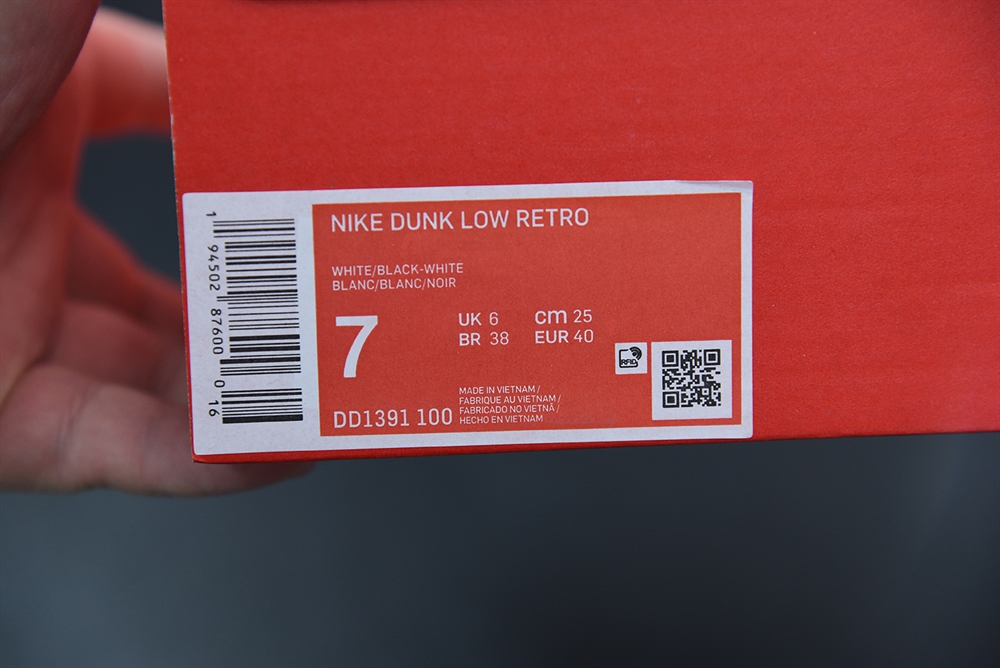 NIKE DUNK LOW RETRO
WHITE/BLACK-WHITE
BLANC/BLANC/NOIR
7
UK 6 cm 25
BR 38 EUR 40
MADE IN VIETNAM /
FABRIQUE AU VIETNAM /
FABRICADO NO VIETNÃ /
HECHO EN VIETNAM
DD1391 100
RFID
1 94502 87600 0 16